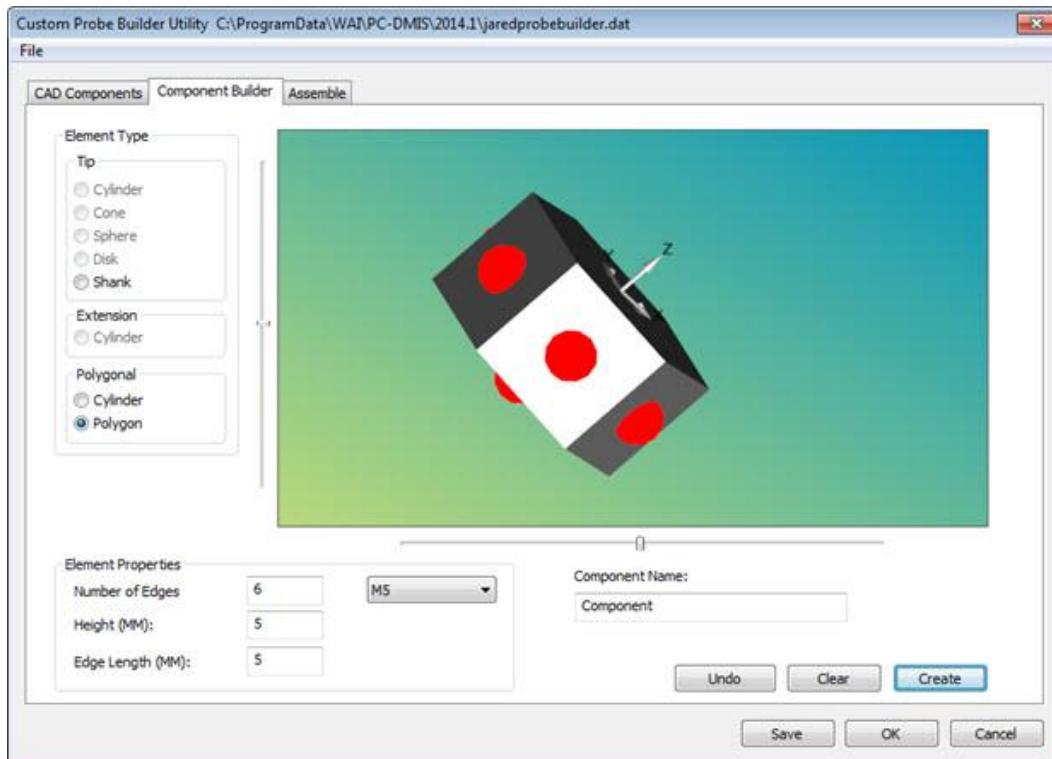 Custom Probe Builder Utility C:\ProgramData\WAI\PC-DMIS\2014.1\jaredprobebuilder.dat
File
CAD Components Component Builder Assemble
Element Type
Tip
Cylinder
Cone
Sphere
Disk
Shank
Extension
Cylinder
Polygonal
Cylinder
Polygon
Z
Element Properties
Number of Edges 6 M5
Height (MM): 5
Edge Length (MM): 5
Component Name:
Component
Undo Clear Create
Save OK Cancel